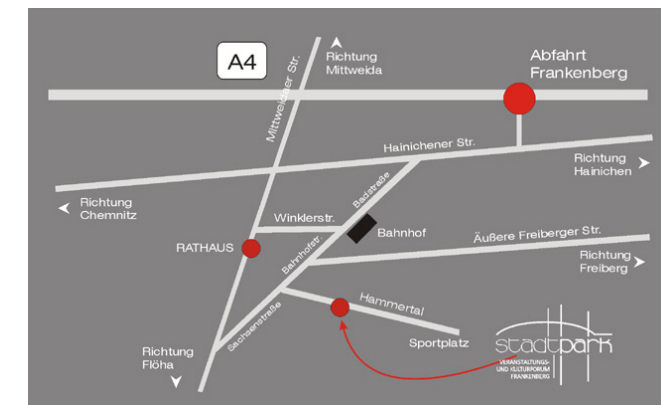 A4
Richtung
Mittweida
Abfahrt
Frankenberg
Mittweidaer Str.
Hainichener Str.
Richtung
Hainichen
Richtung
Chemnitz
Badstraße
Winklerstr.
Bahnhof
Äußere Freiberger Str.
RATHAUS
Bahnhofstr.
Richtung
Freiberg
Hammertal
Sachsenstraße
Sportplatz
Richtung
Flöha
stadtpark
VERANSTALTUNGS-
UND KULTURFORUM
FRANKENBERG